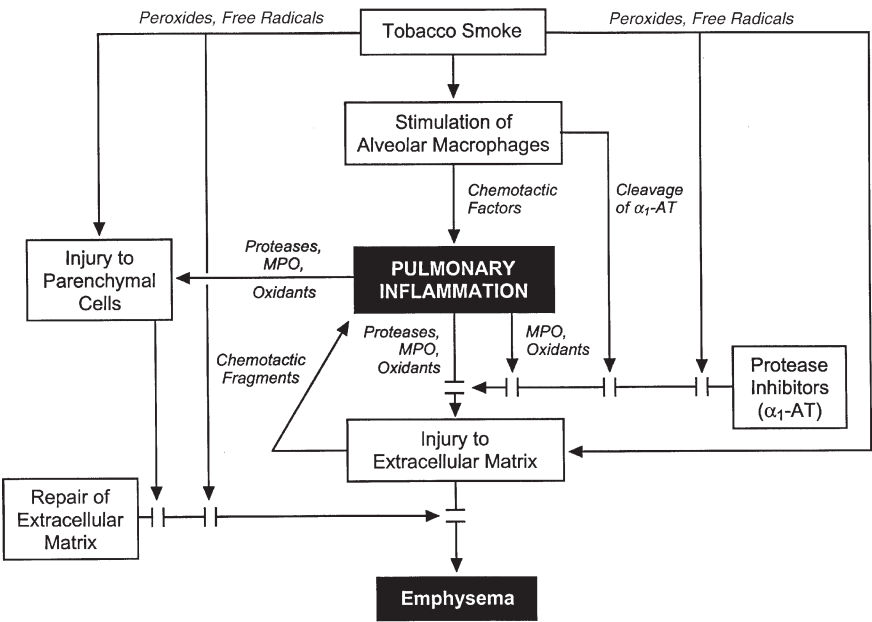 Peroxides, Free Radicals
Tobacco Smoke
Peroxides, Free Radicals
Stimulation of
Alveolar Macrophages
Chemotactic
Factors
Cleavage
of α1-AT
Injury to
Parenchymal
Cells
Proteases,
MPO,
Oxidants
PULMONARY
INFLAMMATION
Chemotactic
Fragments
Proteases,
MPO,
Oxidants
MPO,
Oxidants
Protease
Inhibitors
(α1-AT)
Injury to
Extracellular Matrix
Repair of
Extracellular
Matrix
Emphysema